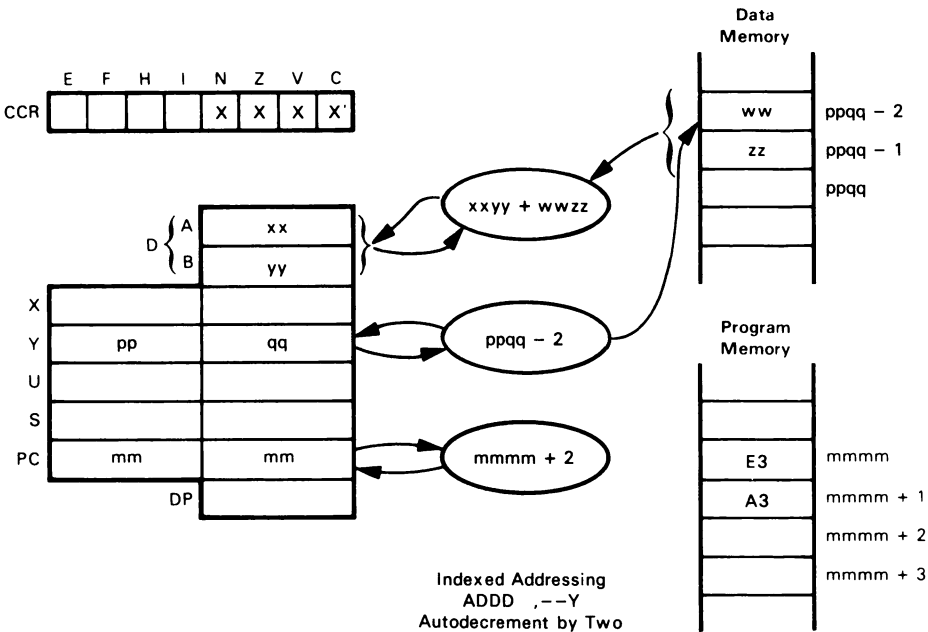 Data
Memory
E F H I N Z V C
CCR X X X X'
ww ppqq – 2
zz ppqq – 1
ppqq
xxyy + wwzz
D { A xx
B yy
X
Y pp qq
ppqq – 2
U
S
PC mm mm
mmmm + 2
DP
Program
Memory
E3 mmmm
A3 mmmm + 1
mmmm + 2
mmmm + 3
Indexed Addressing
ADDD ,--Y
Autodecrement by Two